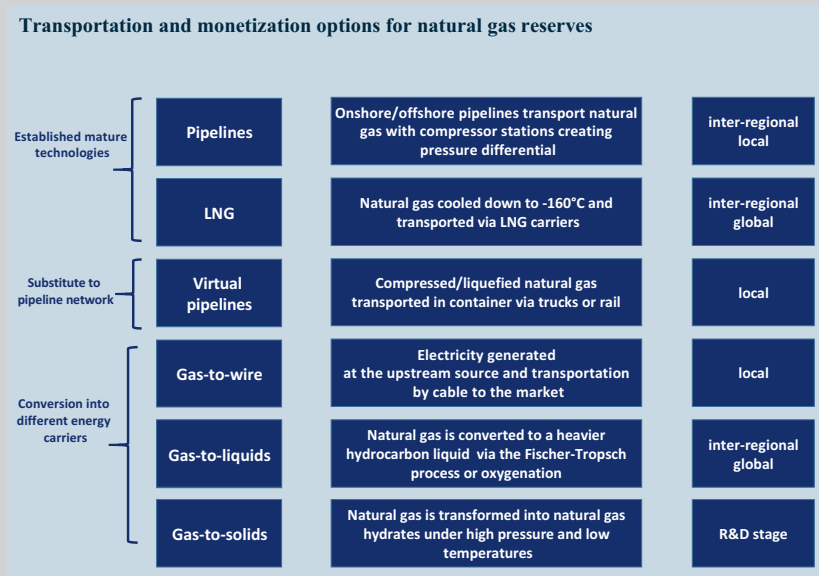 Transportation and monetization options for natural gas reserves
Established mature
technologies
Pipelines
Onshore/offshore pipelines transport natural
gas with compressor stations creating
pressure differential
inter-regional
local
LNG
Natural gas cooled down to -160°C and
transported via LNG carriers
inter-regional
global
Substitute to
pipeline network
Virtual
pipelines
Compressed/liquefied natural gas
transported in container via trucks or rail
local
Conversion into
different energy
carriers
Gas-to-wire
Electricity generated
at the upstream source and transportation
by cable to the market
local
Gas-to-liquids
Natural gas is converted to a heavier
hydrocarbon liquid via the Fischer-Tropsch
process or oxygenation
inter-regional
global
Gas-to-solids
Natural gas is transformed into natural gas
hydrates under high pressure and low
temperatures
R&D stage